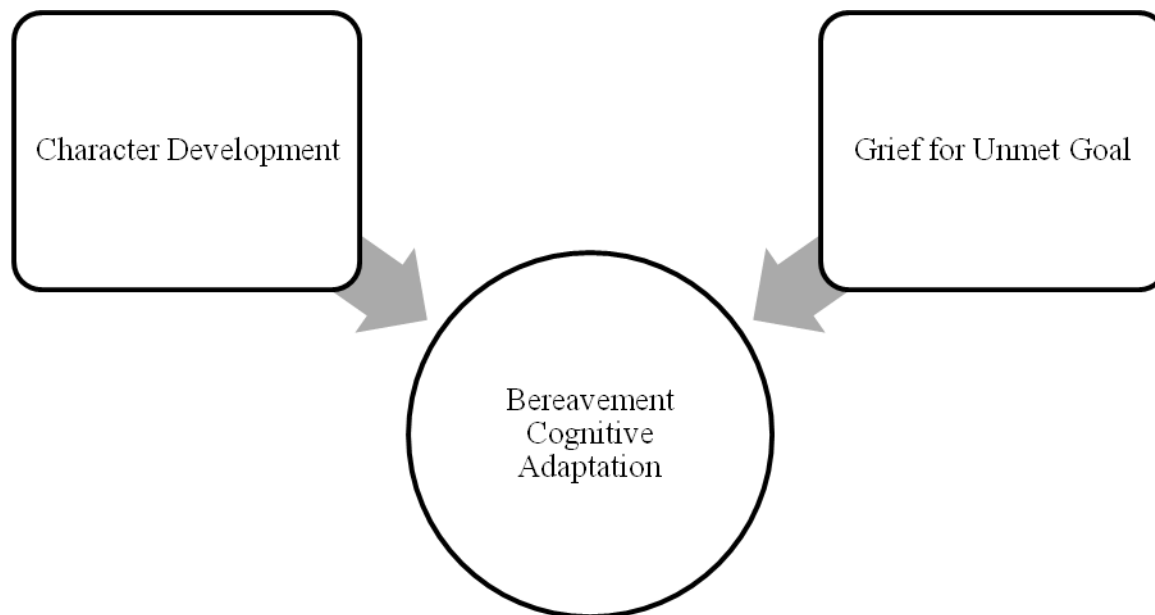 Character Development
Grief for Unmet Goal
Bereavement
Cognitive
Adaptation